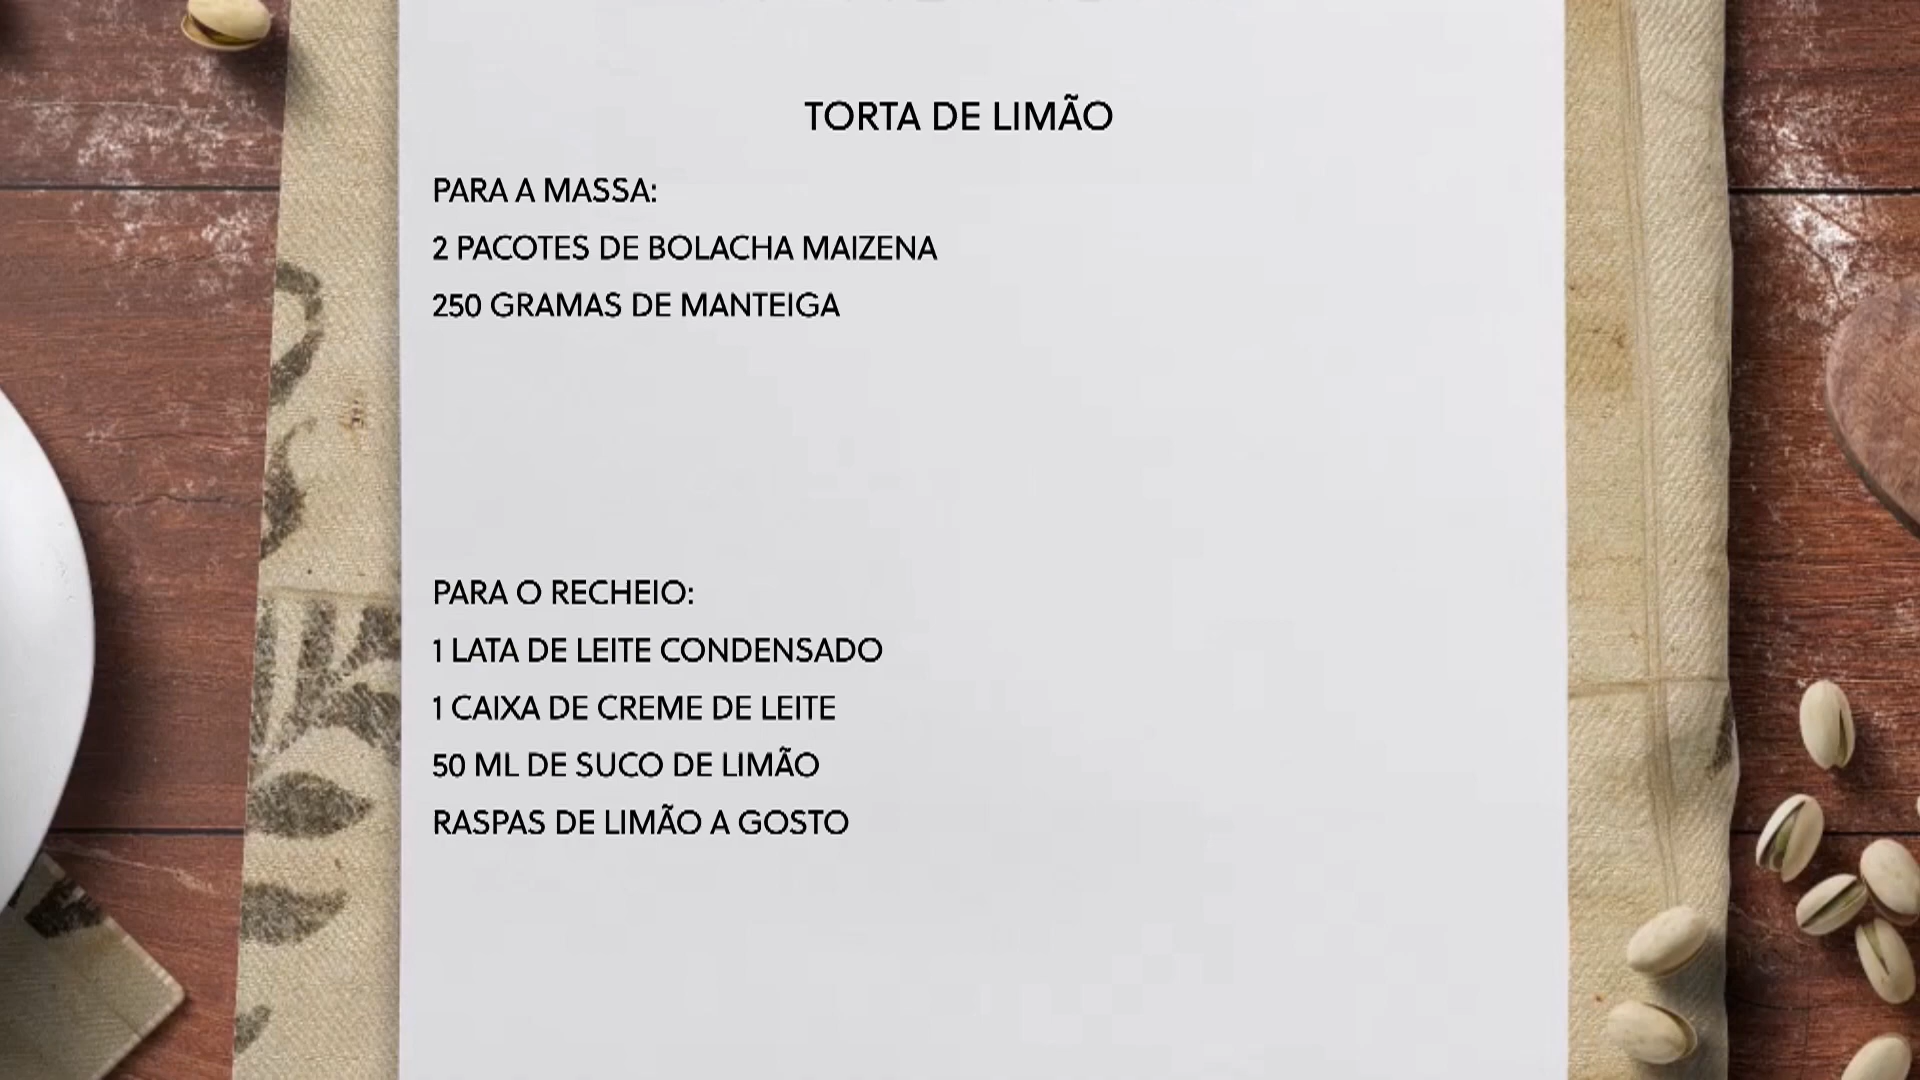 TORTA DE LIMÃO
PARA A MASSA:
2 PACOTES DE BOLACHA MAIZENA
250 GRAMAS DE MANTEIGA
PARA O RECHEIO:
1 LATA DE LEITE CONDENSADO
1 CAIXA DE CREME DE LEITE
50 ML DE SUCO DE LIMÃO
RASPAS DE LIMÃO A GOSTO